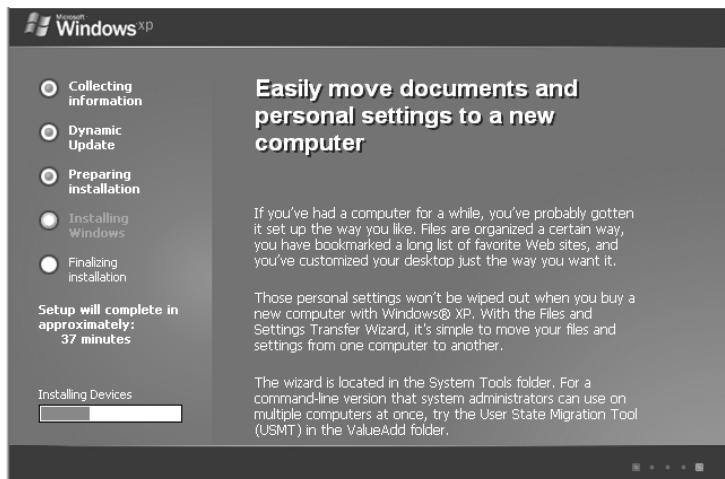 Microsoft
Windows xp
Collecting
information
Dynamic
Update
Preparing
installation
Installing
Windows
Finalizing
installation
Setup will complete in
approximately:
37 minutes
Installing Devices
Easily move documents and
personal settings to a new
computer
If you've had a computer for a while, you've probably gotten
it set up the way you like. Files are organized a certain way,
you have bookmarked a long list of favorite Web sites, and
you've customized your desktop just the way you want it.
Those personal settings won't be wiped out when you buy a
new computer with Windows® XP. With the Files and
Settings Transfer Wizard, it's simple to move your files and
settings from one computer to another.
The wizard is located in the System Tools folder. For a
command-line version that system administrators can use on
multiple computers at once, try the User State Migration Tool
(USMT) in the ValueAdd folder.